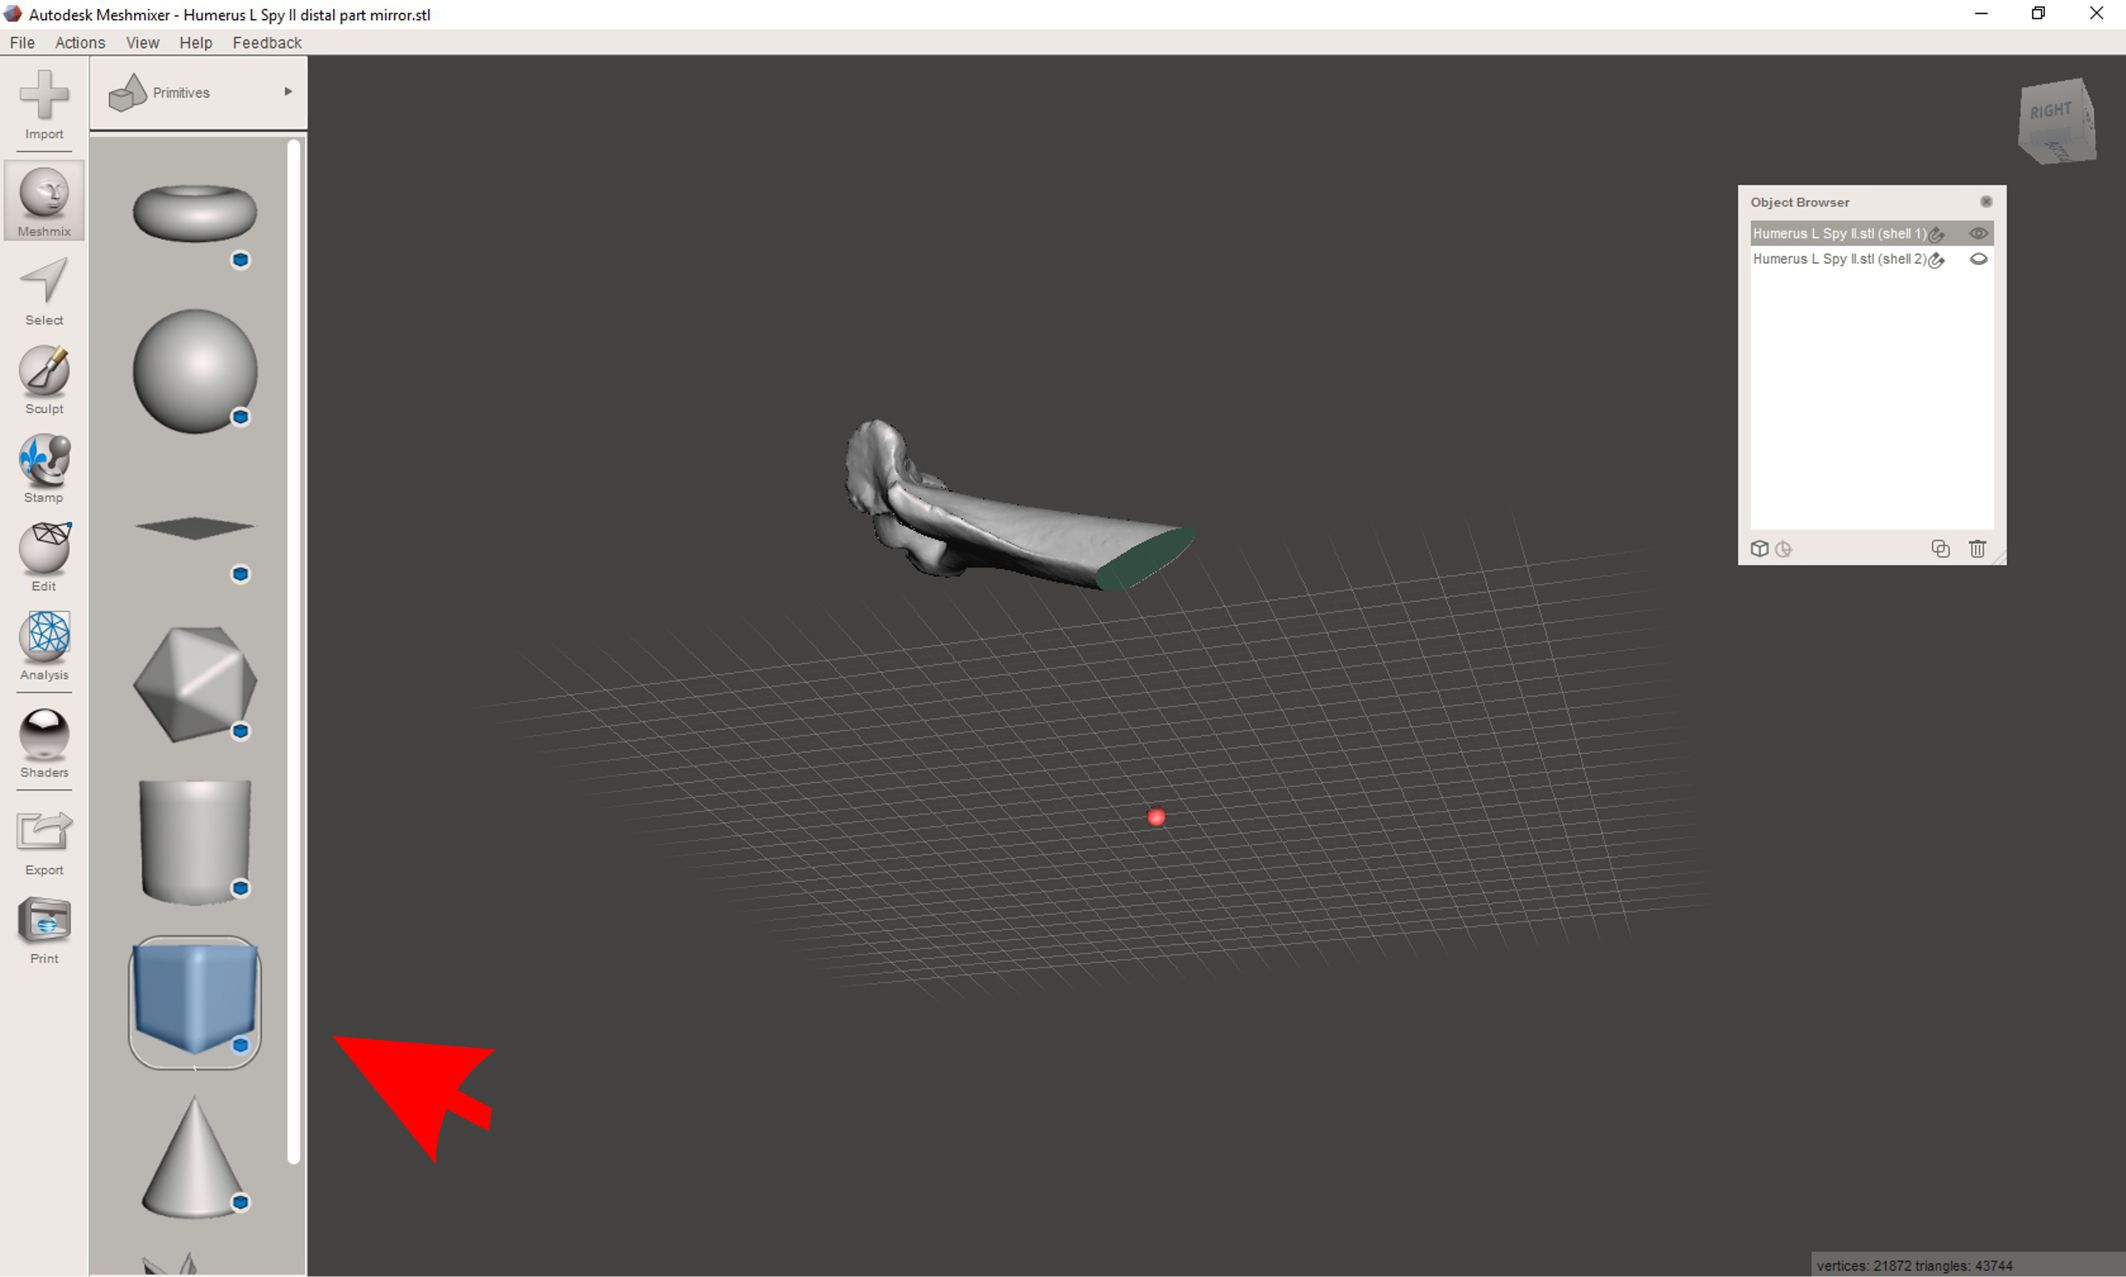 Autodesk Meshmixer - Humerus L Spy II distal part mirror.stl
File Actions View Help Feedback
Import
Meshmix
Select
Sculpt
Stamp
Edit
Analysis
Shaders
Export
Print
Primitives
RIGHT
Object Browser
Humerus L Spy II.stl (shell 1)
Humerus L Spy II.stl (shell 2)
vertices: 21872 triangles: 43744